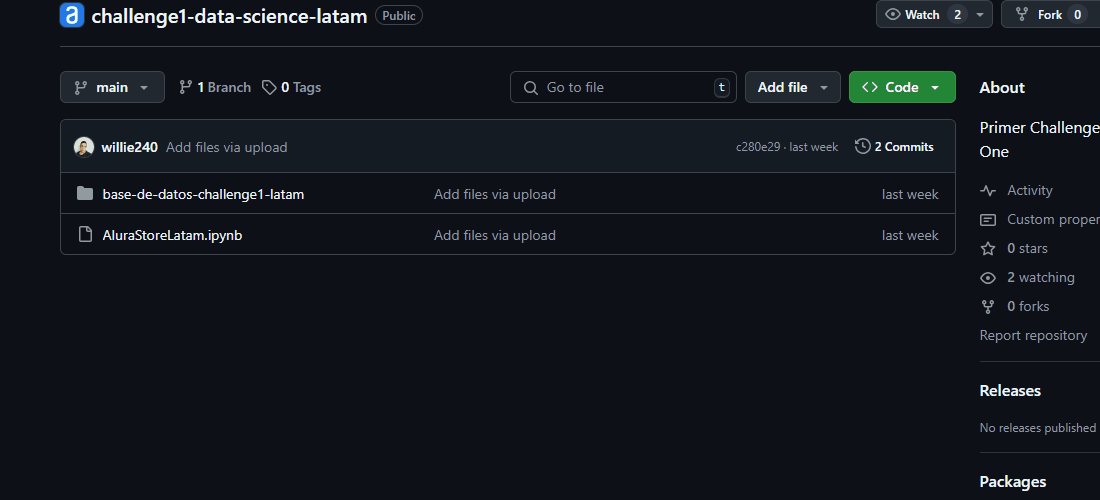 a challenge1-data-science-latam Public Watch 2 Fork 0
main 1 Branch 0 Tags Go to file t Add file Code
willie240 Add files via upload c280e29 · last week 2 Commits
base-de-datos-challenge1-latam Add files via upload last week
AluraStoreLatam.ipynb Add files via upload last week
About
Primer Challenge
One
Activity
Custom proper
0 stars
2 watching
0 forks
Report repository
Releases
No releases published
Packages